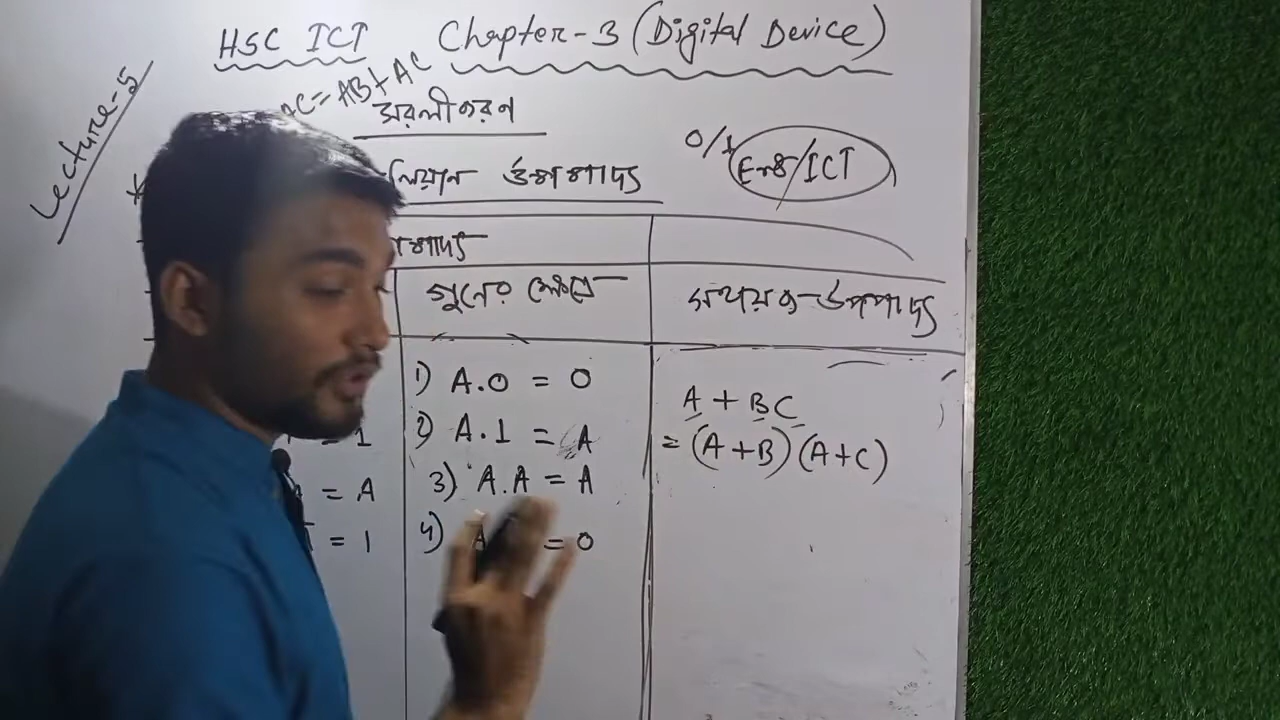 HSC ICT Chapter-3 (Digital Device)
Lecture-5
C = AB + AC
সরলীকরণ
লিয়ান উপপাদ্য
0/1
ICT
পাদ্য
গুনের ক্ষেত্রে
সহায়ক উপপাদ্য
1) A.0 = 0
2) A.1 = A
3) A.A = A
4) A = 0
= 1
= A
= 1
A + BC
= (A+B)(A+C)